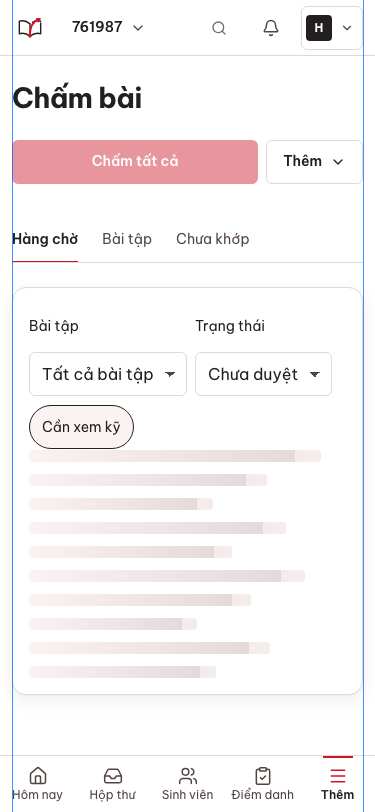 761987
H
Chấm bài
Chấm tất cả
Thêm
Hàng chờ Bài tập Chưa khớp
Bài tập Trạng thái
Tất cả bài tập Chưa duyệt
Cần xem kỹ
Hôm nay Hộp thư Sinh viên Điểm danh Thêm